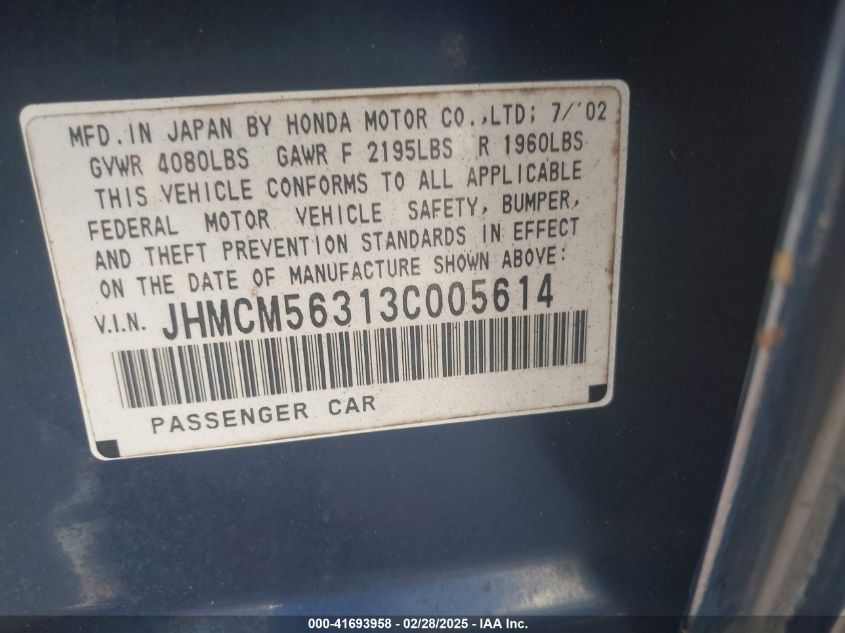 MFD.IN JAPAN BY HONDA MOTOR CO.,LTD; 7/'02
GVWR 4080LBS GAWR F 2195LBS R 1960LBS
THIS VEHICLE CONFORMS TO ALL APPLICABLE
FEDERAL MOTOR VEHICLE SAFETY, BUMPER,
AND THEFT PREVENTION STANDARDS IN EFFECT
ON THE DATE OF MANUFACTURE SHOWN ABOVE:
V.I.N. JHMCM56313C005614
PASSENGER CAR
000-41693958 - 02/28/2025 - IAA Inc.